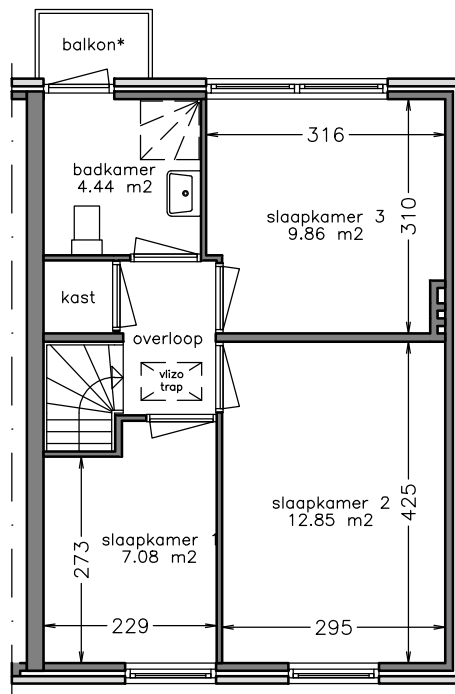 balkon*
316
badkamer
4.44 m2
slaapkamer 3
9.86 m2
310
kast
overloop
vlizo
trap
slaapkamer 2
12.85 m2
425
slaapkamer 1
7.08 m2
273
229
295